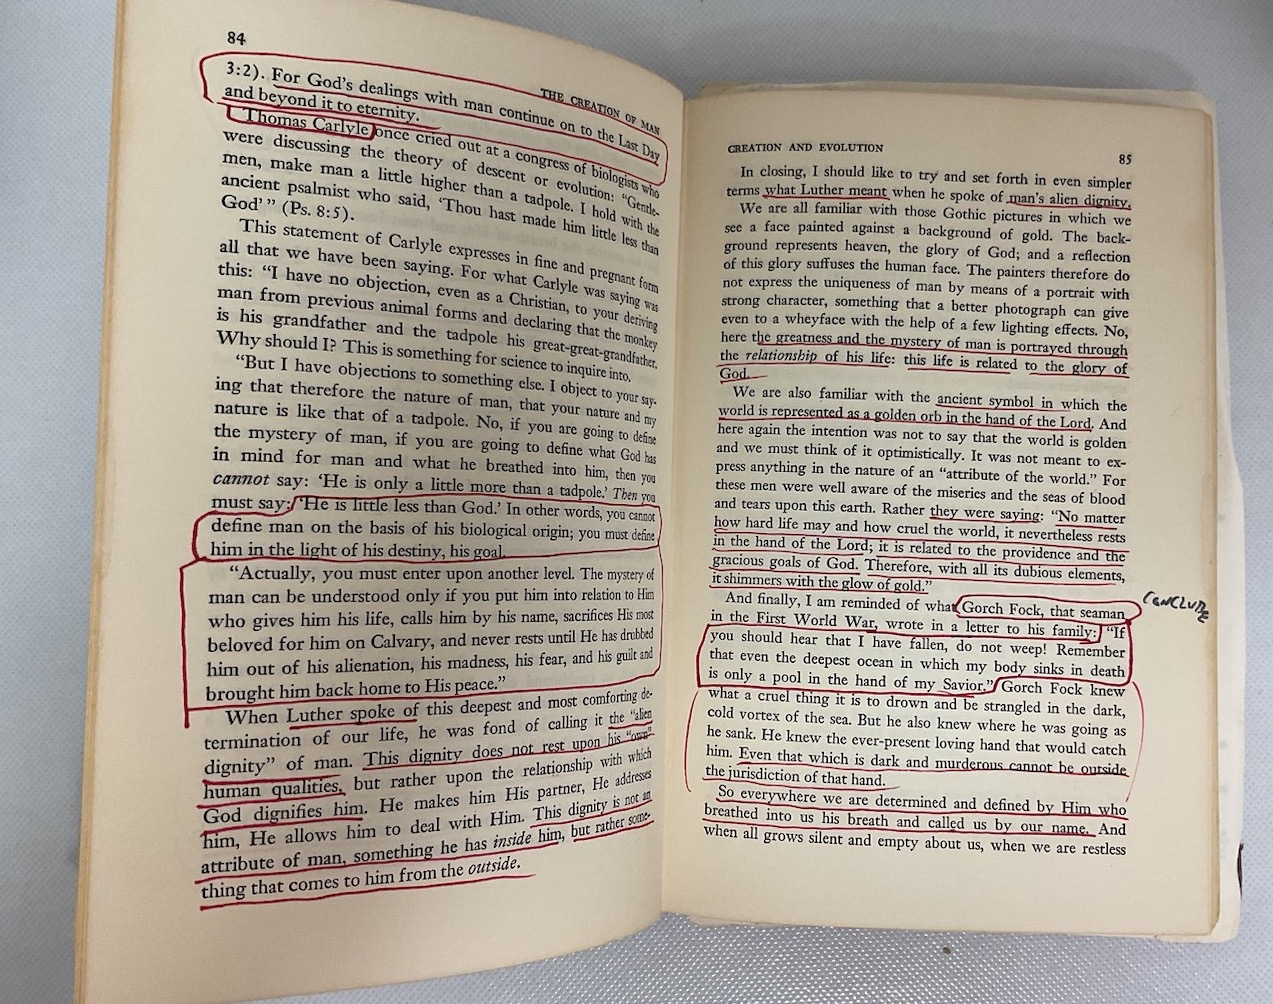 84
THE CREATION OF MAN
3:2). For God's dealings with man continue on to the Last Day
and beyond it to eternity.
Thomas Carlyle once cried out at a congress of biologists who
were discussing the theory of descent or evolution: "Gentle-
men, make man a little higher than a tadpole. I hold with the
ancient psalmist who said, 'Thou hast made him little less than
God'" (Ps. 8:5).
This statement of Carlyle expresses in fine and pregnant form
all that we have been saying. For what Carlyle was saying was
this: "I have no objection, even as a Christian, to your deriving
man from previous animal forms and declaring that the monkey
is his grandfather and the tadpole his great-great-grandfather.
Why should I? This is something for science to inquire into.
"But I have objections to something else. I object to your say-
ing that therefore the nature of man, that your nature and my
nature is like that of a tadpole. No, if you are going to define
the mystery of man, if you are going to define what God has
in mind for man and what he breathed into him, then you
cannot say: 'He is only a little more than a tadpole.' Then you
must say: 'He is little less than God.' In other words, you cannot
define man on the basis of his biological origin; you must define
him in the light of his destiny, his goal.
"Actually, you must enter upon another level. The mystery of
man can be understood only if you put him into relation to Him
who gives him his life, calls him by his name, sacrifices His most
beloved for him on Calvary, and never rests until He has drubbed
him out of his alienation, his madness, his fear, and his guilt and
brought him back home to His peace."
When Luther spoke of this deepest and most comforting de-
termination of our life, he was fond of calling it the "alien
dignity" of man. This dignity does not rest upon his "own"
human qualities, but rather upon the relationship with which
God dignifies him. He makes him His partner, He addresses
him, He allows him to deal with Him. This dignity is not an
attribute of man, something he has inside him, but rather some-
thing that comes to him from the outside.
CREATION AND EVOLUTION
85
In closing, I should like to try and set forth in even simpler
terms what Luther meant when he spoke of man's alien dignity.
We are all familiar with those Gothic pictures in which we
see a face painted against a background of gold. The back-
ground represents heaven, the glory of God; and a reflection
of this glory suffuses the human face. The painters therefore do
not express the uniqueness of man by means of a portrait with
strong character, something that a better photograph can give
even to a wheyface with the help of a few lighting effects. No,
here the greatness and the mystery of man is portrayed through
the relationship of his life: this life is related to the glory of
God.
We are also familiar with the ancient symbol in which the
world is represented as a golden orb in the hand of the Lord. And
here again the intention was not to say that the world is golden
and we must think of it optimistically. It was not meant to ex-
press anything in the nature of an "attribute of the world." For
these men were well aware of the miseries and the seas of blood
and tears upon this earth. Rather they were saying: "No matter
how hard life may and how cruel the world, it nevertheless rests
in the hand of the Lord; it is related to the providence and the
gracious goals of God. Therefore, with all its dubious elements,
it shimmers with the glow of gold."
And finally, I am reminded of what Gorch Fock, that seaman
in the First World War, wrote in a letter to his family: "If
you should hear that I have fallen, do not weep! Remember
that even the deepest ocean in which my body sinks in death
is only a pool in the hand of my Savior." Gorch Fock knew
what a cruel thing it is to drown and be strangled in the dark,
cold vortex of the sea. But he also knew where he was going as
he sank. He knew the ever-present loving hand that would catch
him. Even that which is dark and murderous cannot be outside
the jurisdiction of that hand.
So everywhere we are determined and defined by Him who
breathed into us his breath and called us by our name. And
when all grows silent and empty about us, when we are restless
CONCLUDE